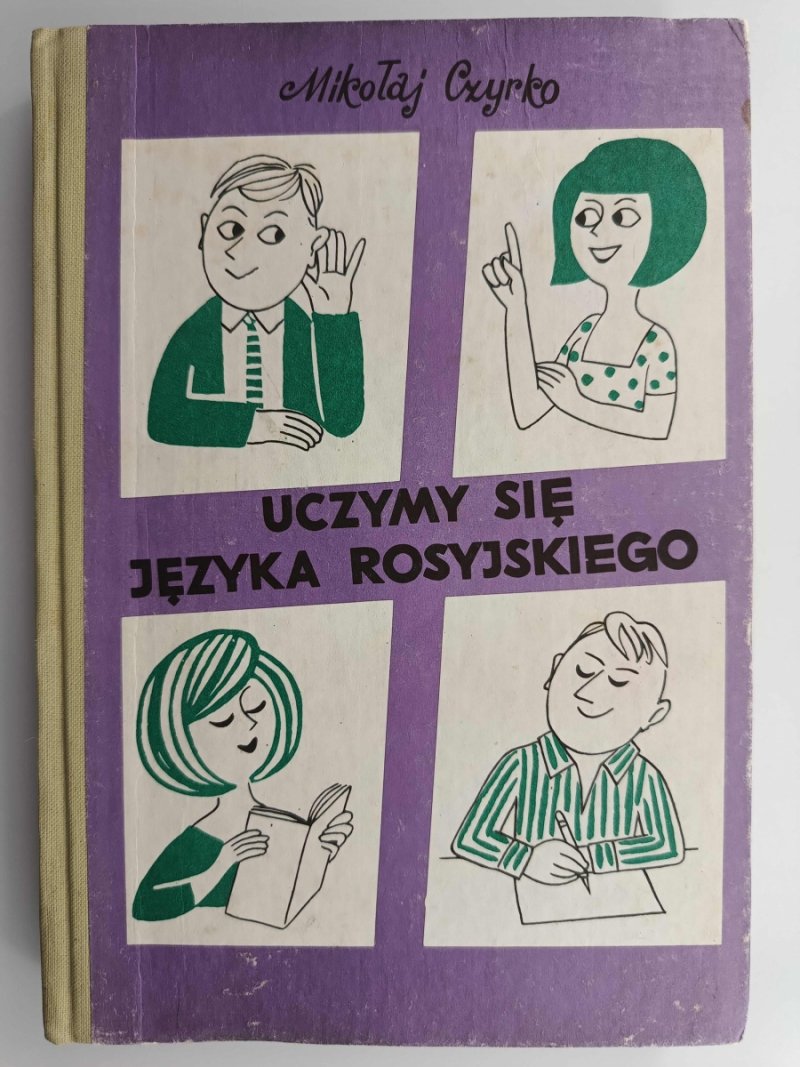 Mikołaj Czyrko
UCZYMY SIĘ
JĘZYKA ROSYJSKIEGO